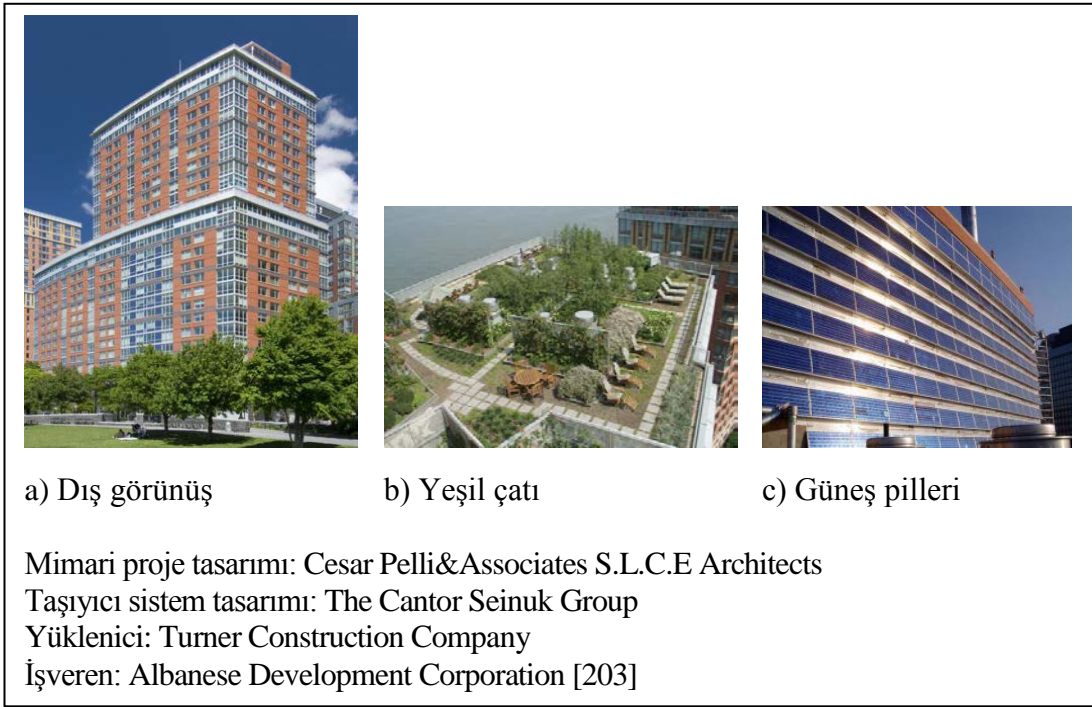 a) Dış görünüş
b) Yeşil çatı
c) Güneş pilleri
Mimari proje tasarımı: Cesar Pelli&Associates S.L.C.E Architects
Taşıyıcı sistem tasarımı: The Cantor Seinuk Group
Yüklenici: Turner Construction Company
İşveren: Albanese Development Corporation [203]